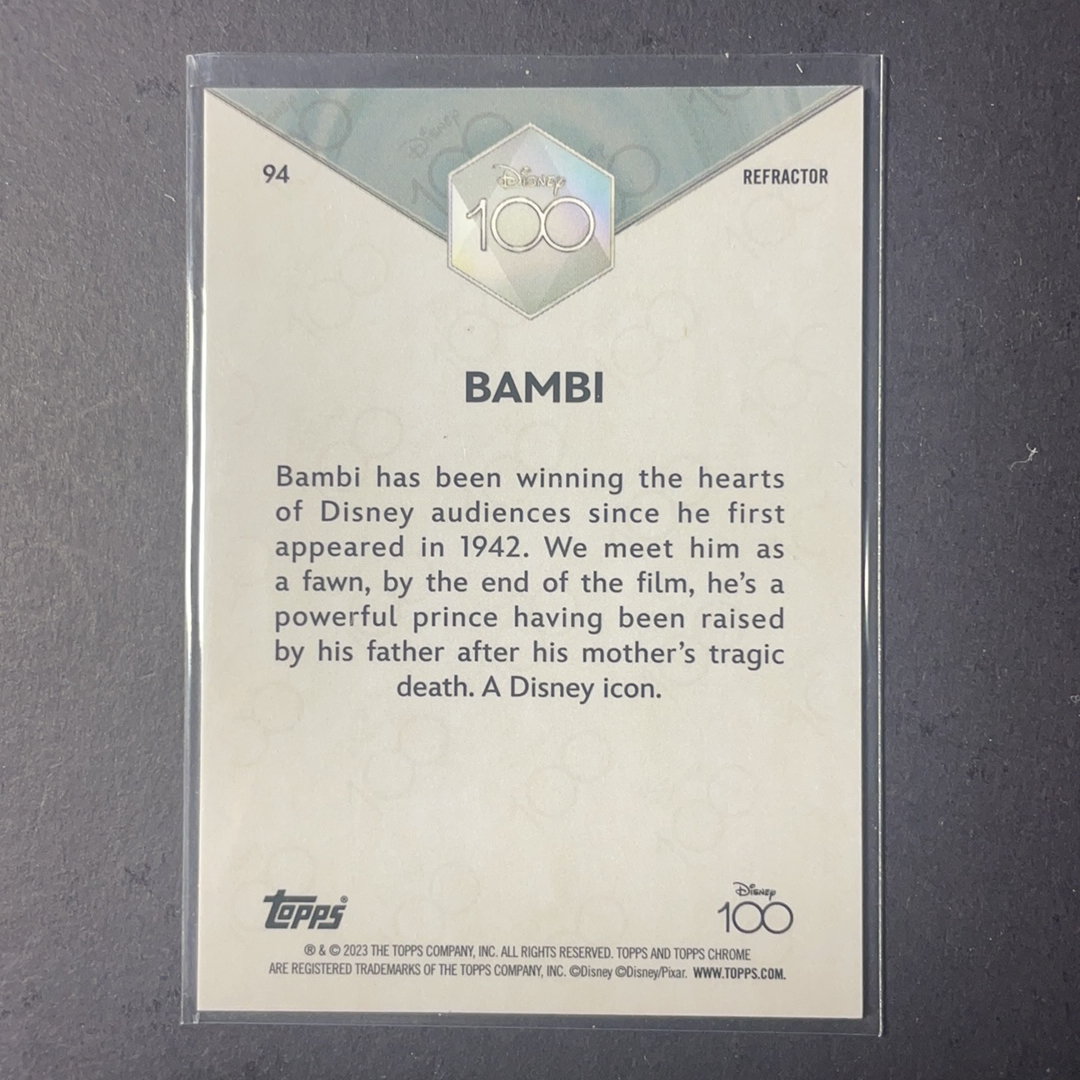 94
REFRACTOR
Disney
100
BAMBI
Bambi has been winning the hearts
of Disney audiences since he first
appeared in 1942. We meet him as
a fawn, by the end of the film, he's a
powerful prince having been raised
by his father after his mother's tragic
death. A Disney icon.
topps®
Disney
100
® & © 2023 THE TOPPS COMPANY, INC. ALL RIGHTS RESERVED. TOPPS AND TOPPS CHROME
ARE REGISTERED TRADEMARKS OF THE TOPPS COMPANY, INC. ©Disney ©Disney/Pixar. WWW.TOPPS.COM.